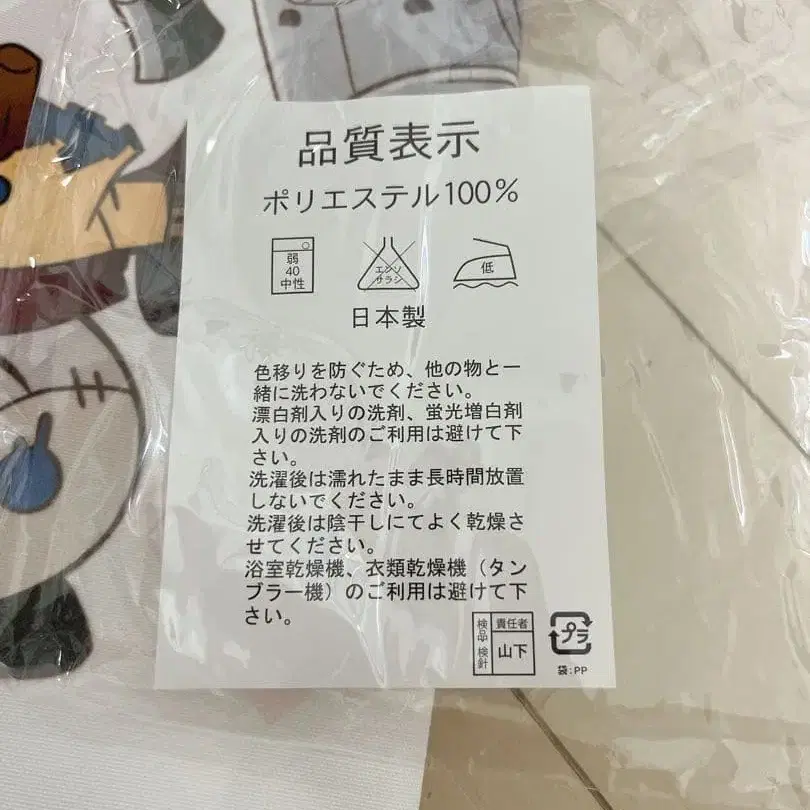 品質表示
ポリエステル100%
弱
40
中性
エンソ
サラシ
低
日本製
色移りを防ぐため、他の物と一
緒に洗わないでください。
漂白剤入りの洗剤、蛍光増白剤
入りの洗剤のご利用は避けて下
さい。
洗濯後は濡れたまま長時間放置
しないでください。
洗濯後は陰干しにてよく乾燥さ
せてください。
浴室乾燥機、衣類乾燥機（タン
ブラー機）のご利用は避けて下
さい。
検品 検針
責任者
山下
プラ
袋:PP